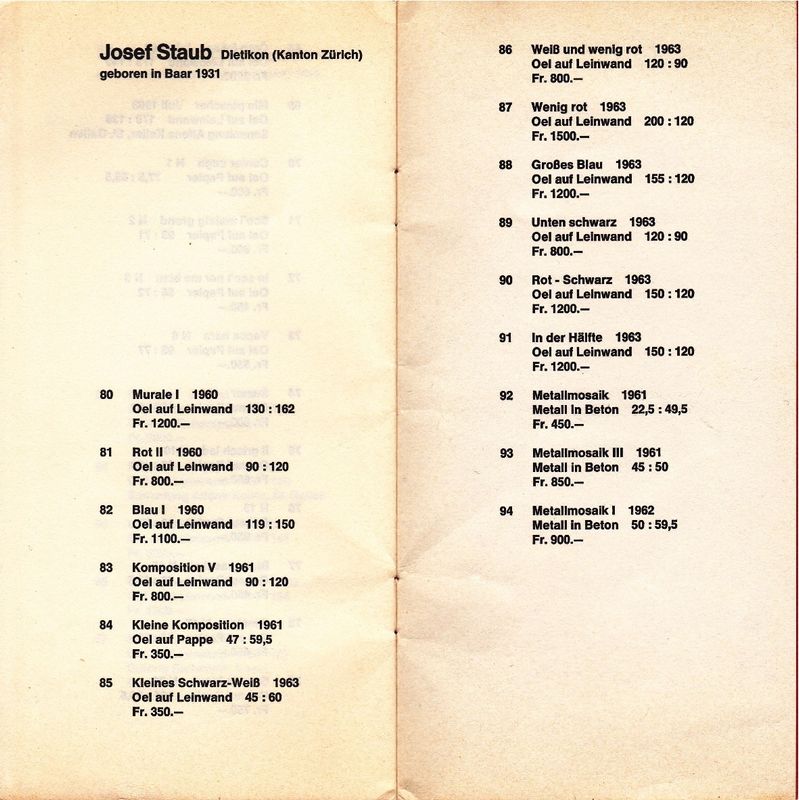 Josef Staub Dietikon (Kanton Zürich)
geboren in Baar 1931
80 Murale I 1960
Oel auf Leinwand 130 : 162
Fr. 1200.—
81 Rot II 1960
Oel auf Leinwand 90 : 120
Fr. 800.—
82 Blau I 1960
Oel auf Leinwand 119 : 150
Fr. 1100.—
83 Komposition V 1961
Oel auf Leinwand 90 : 120
Fr. 800.—
84 Kleine Komposition 1961
Oel auf Pappe 47 : 59,5
Fr. 350.—
85 Kleines Schwarz-Weiß 1963
Oel auf Leinwand 45 : 60
Fr. 350.—
86 Weiß und wenig rot 1963
Oel auf Leinwand 120 : 90
Fr. 800.—
87 Wenig rot 1963
Oel auf Leinwand 200 : 120
Fr. 1500.—
88 Großes Blau 1963
Oel auf Leinwand 155 : 120
Fr. 1200.—
89 Unten schwarz 1963
Oel auf Leinwand 120 : 90
Fr. 800.—
90 Rot - Schwarz 1963
Oel auf Leinwand 150 : 120
Fr. 1200.—
91 In der Hälfte 1963
Oel auf Leinwand 150 : 120
Fr. 1200.—
92 Metallmosaik 1961
Metall in Beton 22,5 : 49,5
Fr. 450.—
93 Metallmosaik III 1961
Metall in Beton 45 : 50
Fr. 850.—
94 Metallmosaik I 1962
Metall in Beton 50 : 59,5
Fr. 900.—